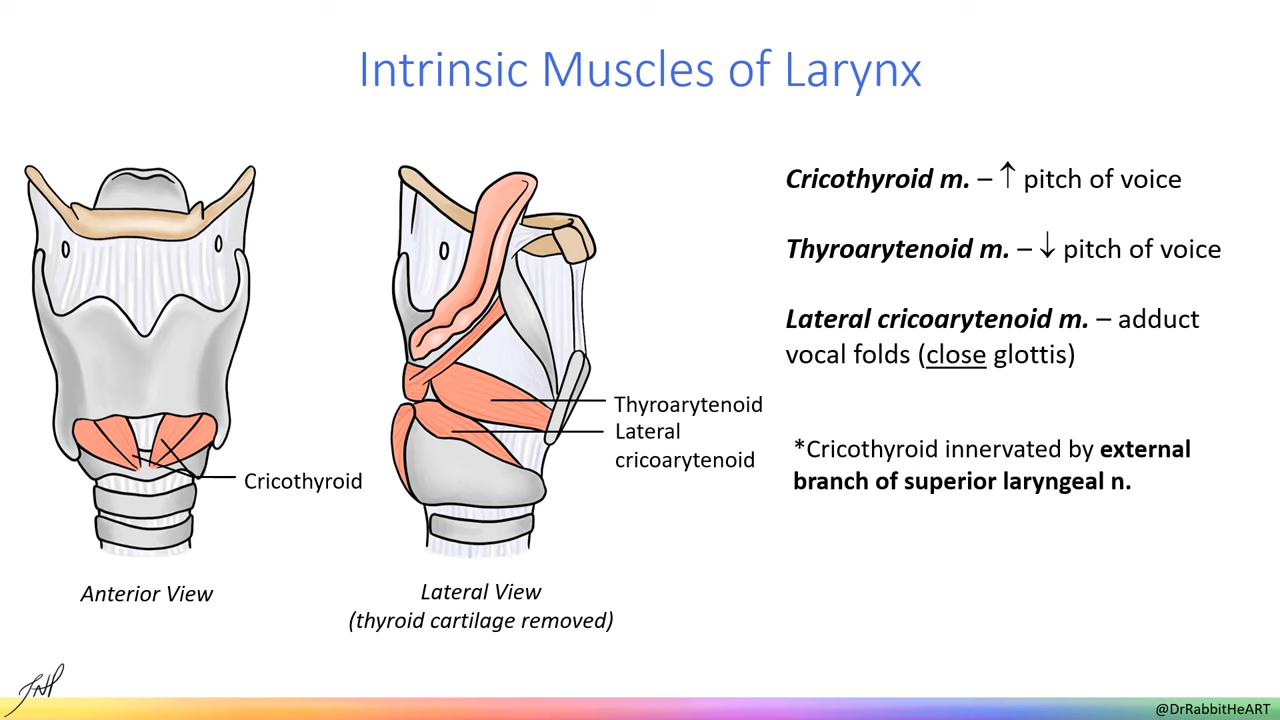 Intrinsic Muscles of Larynx
Cricothyroid m. – ↑ pitch of voice
Thyroarytenoid m. – ↓ pitch of voice
Lateral cricoarytenoid m. – adduct
vocal folds (close glottis)
*Cricothyroid innervated by external
branch of superior laryngeal n.
Thyroarytenoid
Lateral
cricoarytenoid
Cricothyroid
Anterior View
Lateral View
(thyroid cartilage removed)
@DrRabbitHeART